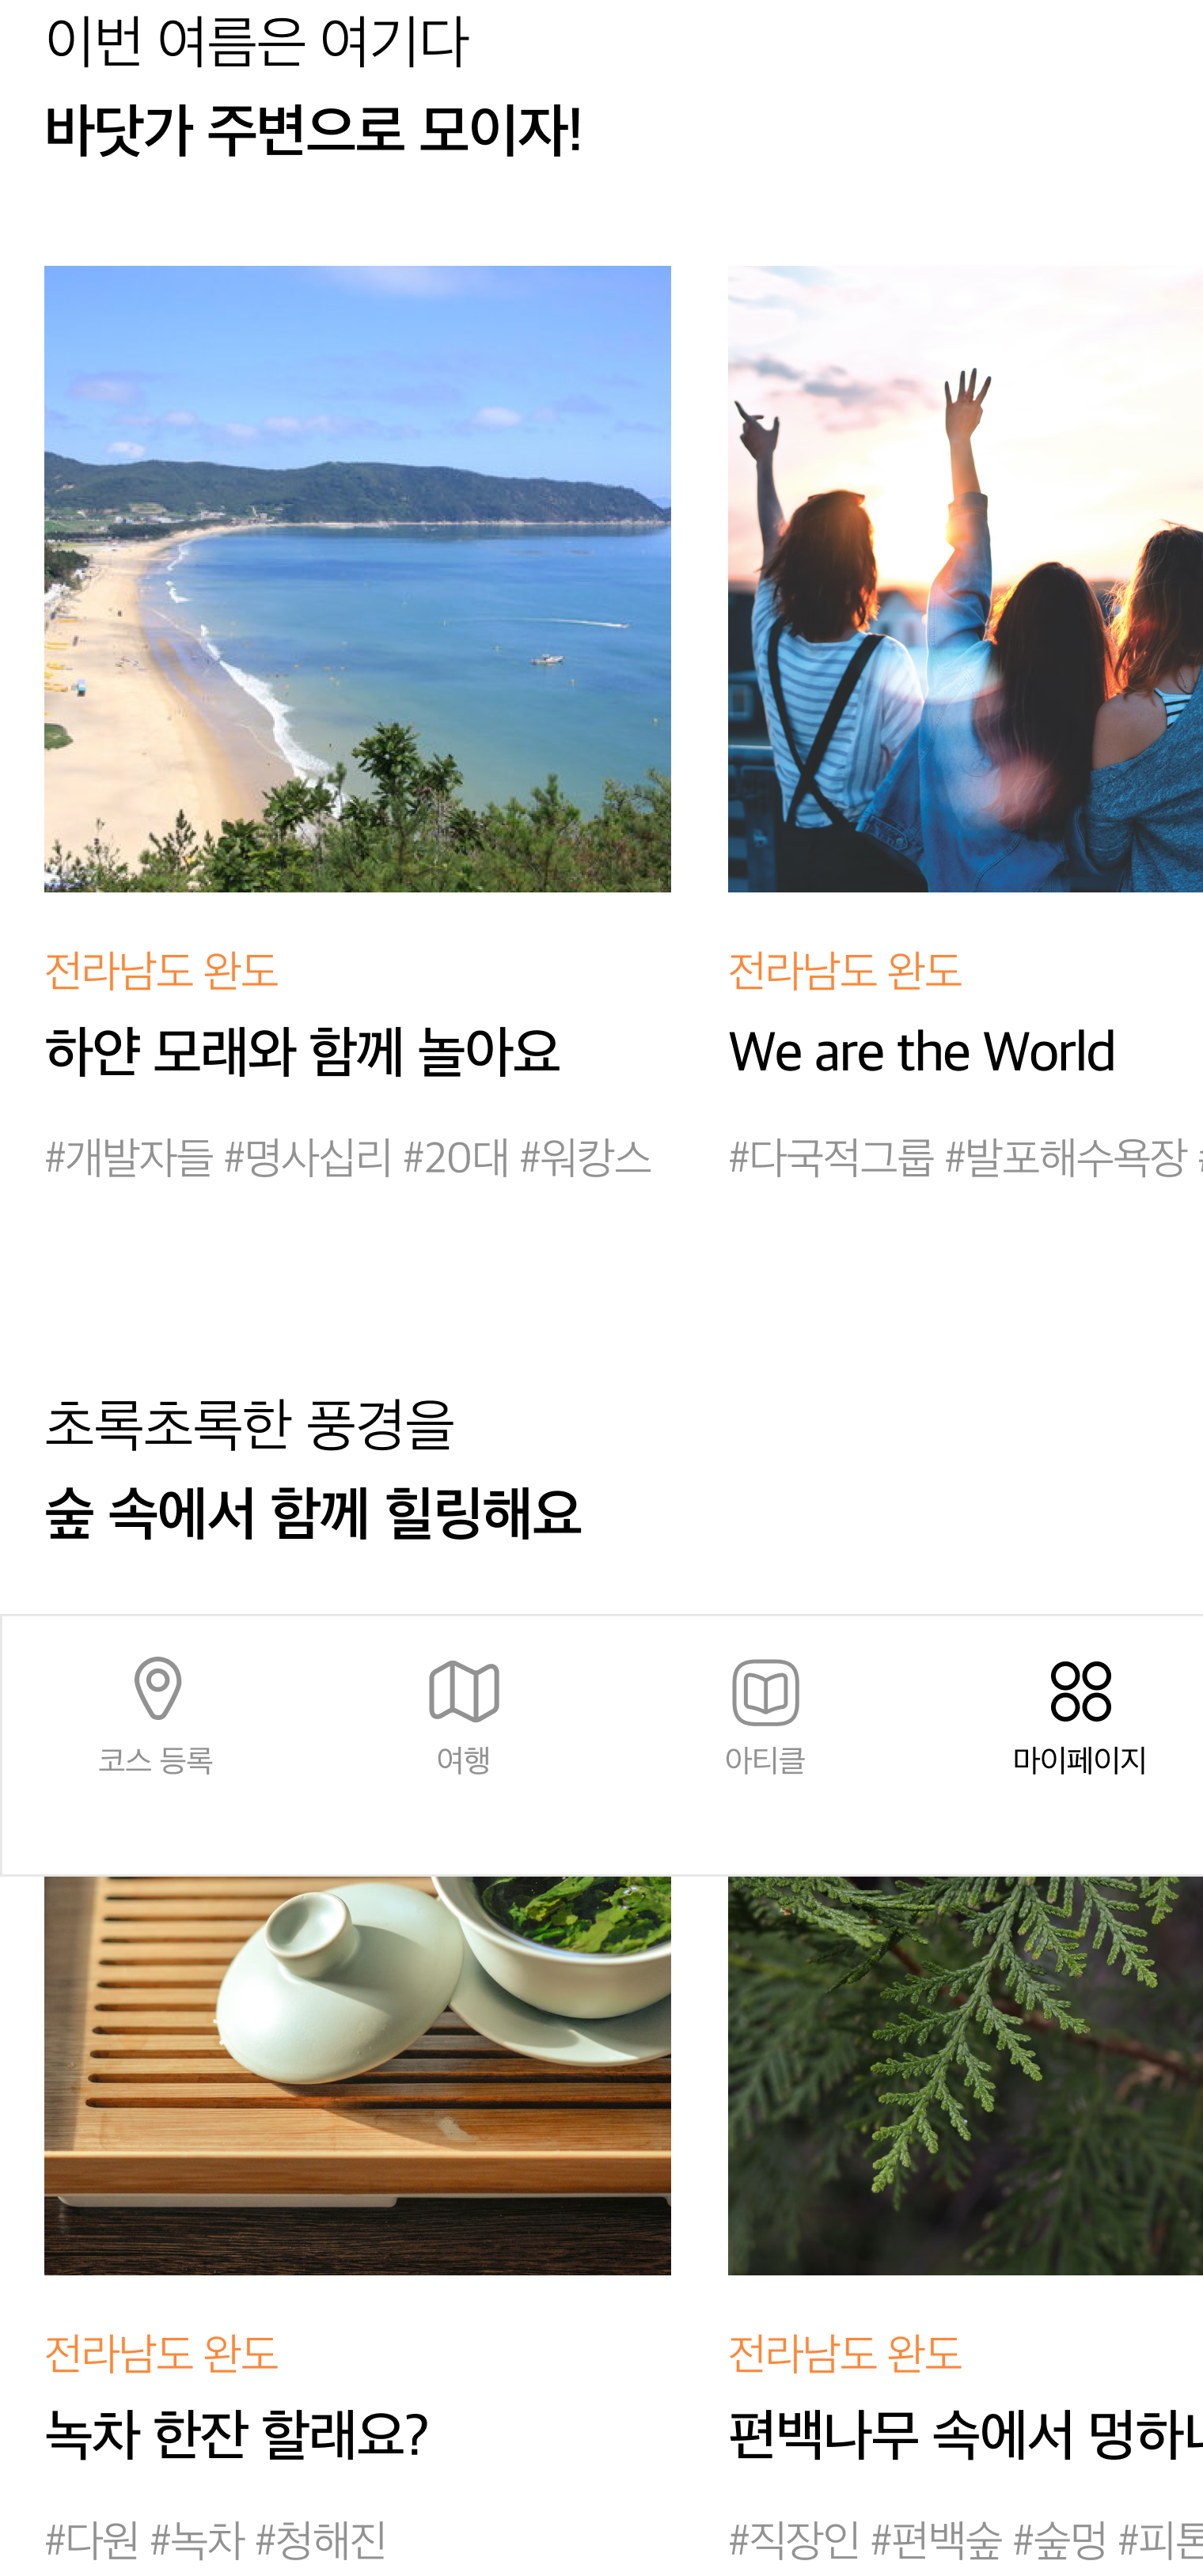 이번 여름은 여기다
바닷가 주변으로 모이자!
전라남도 완도
하얀 모래와 함께 놀아요
#개발자들 #명사십리 #20대 #워캉스
전라남도 완도
We are the World
#다국적그룹 #발포해수욕장
초록초록한 풍경을
숲 속에서 함께 힐링해요
코스 등록
여행
아티클
마이페이지
전라남도 완도
녹차 한잔 할래요?
#다원 #녹차 #청해진
전라남도 완도
편백나무 속에서
#직장인 #편백숲 #숲멍